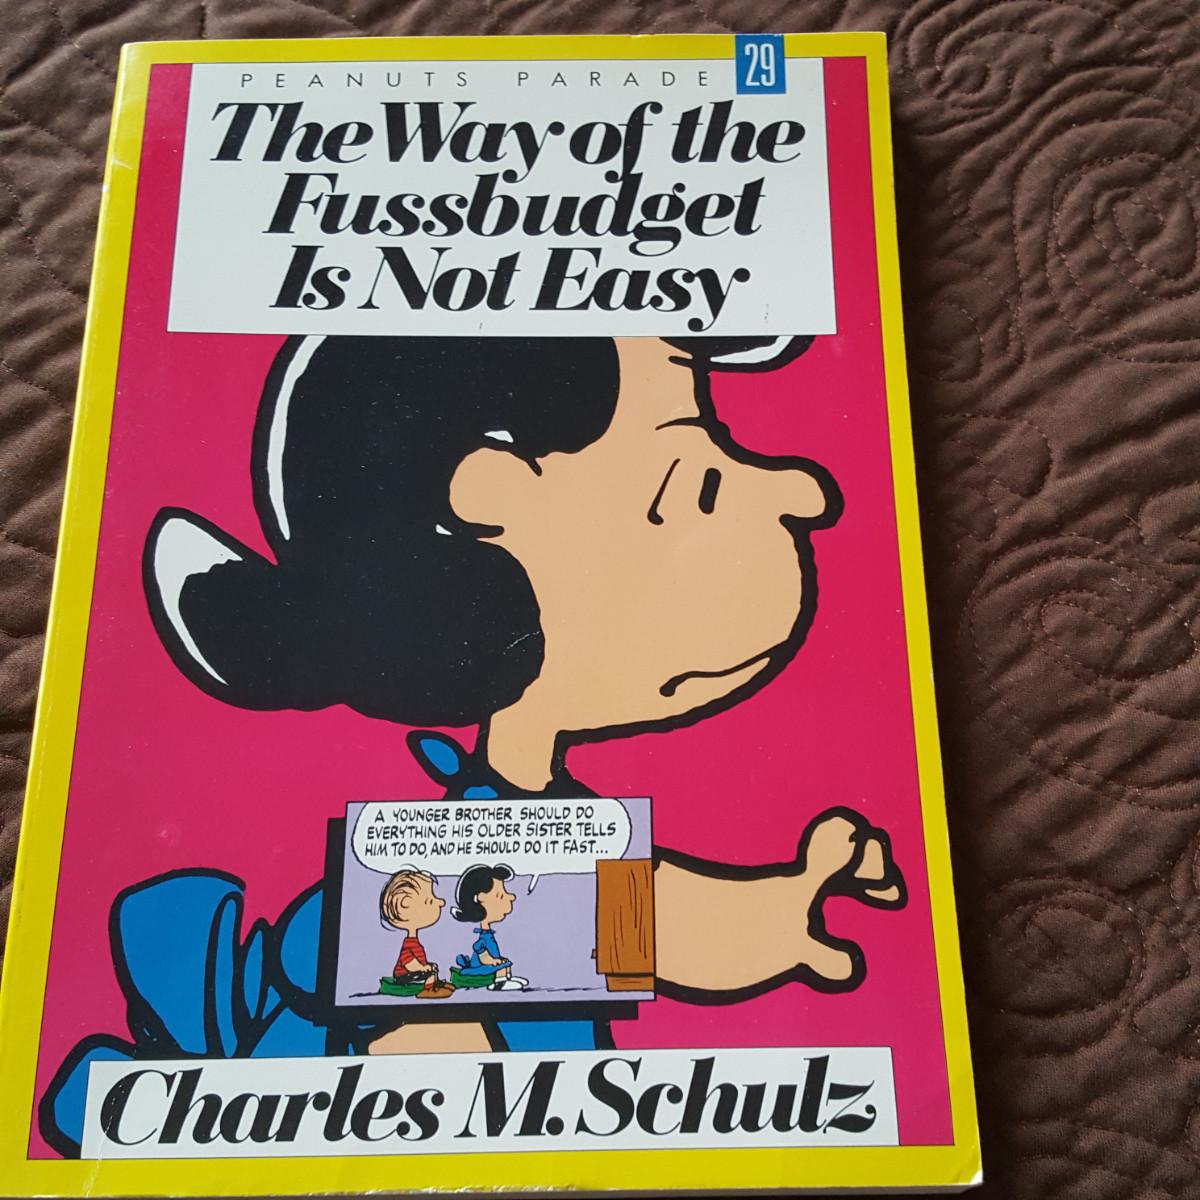 PEANUTS PARADE 29
The Way of the
Fussbudget
Is Not Easy
A YOUNGER BROTHER SHOULD DO
EVERYTHING HIS OLDER SISTER TELLS
HIM TO DO, AND HE SHOULD DO IT FAST...
Charles M. Schulz